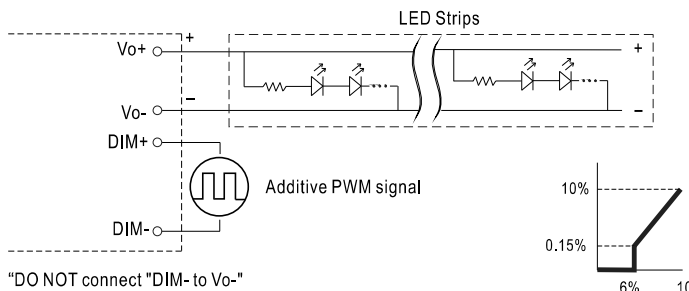 LED Strips
Vo+
+
+
Vo-
−
−
DIM+
Additive PWM signal
DIM-
10%
0.15%
6%
10
"DO NOT connect "DIM- to Vo-"